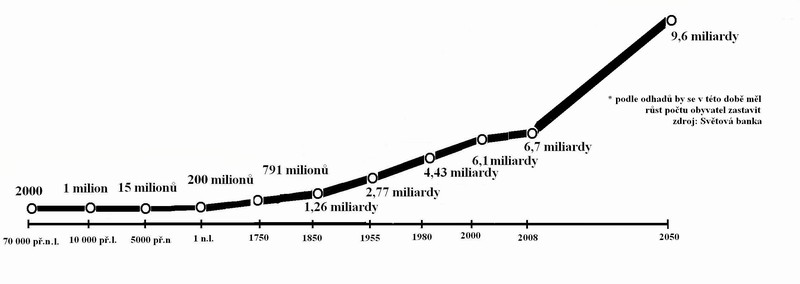 9,6 miliardy
* podle odhadů by se v této době měl
růst počtu obyvatel zastavit
zdroj: Světová banka
6,7 miliardy
6,1 miliardy
4,43 miliardy
791 milionů
200 milionů
15 milionů
1 milion
2000
2,77 miliardy
1,26 miliardy
70 000 př.n.l.
10 000 př.l.
5000 př.n
1 n.l.
1750
1850
1955
1980
2000
2008
2050